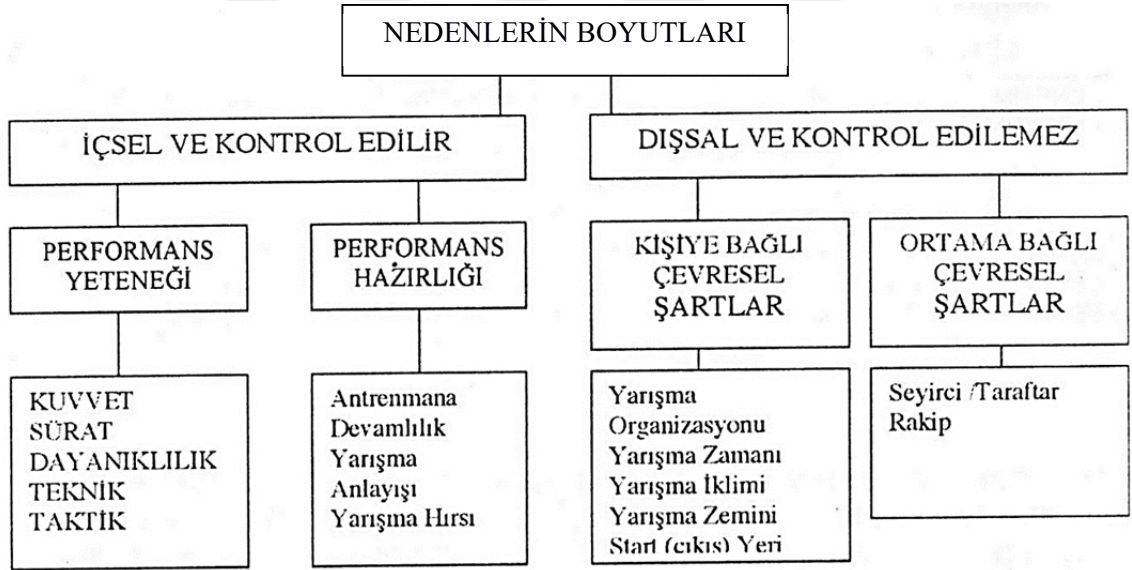 NEDENLERİN BOYUTLARI
İÇSEL VE KONTROL EDİLİR
DIŞSAL VE KONTROL EDİLEMEZ
PERFORMANS
YETENEĞİ
PERFORMANS
HAZIRLIĞI
KİŞİYE BAĞLI
ÇEVRESEL
ŞARTLAR
ORTAMA BAĞLI
ÇEVRESEL
ŞARTLAR
KUVVET
SÜRAT
DAYANIKLILIK
TEKNİK
TAKTİK
Antrenmana
Devamlılık
Yarışma
Anlayışı
Yarışma Hırsı
Yarışma
Organizasyonu
Yarışma Zamanı
Yarışma İklimi
Yarışma Zemini
Start (çıkış) Yeri
Seyirci /Taraftar
Rakip